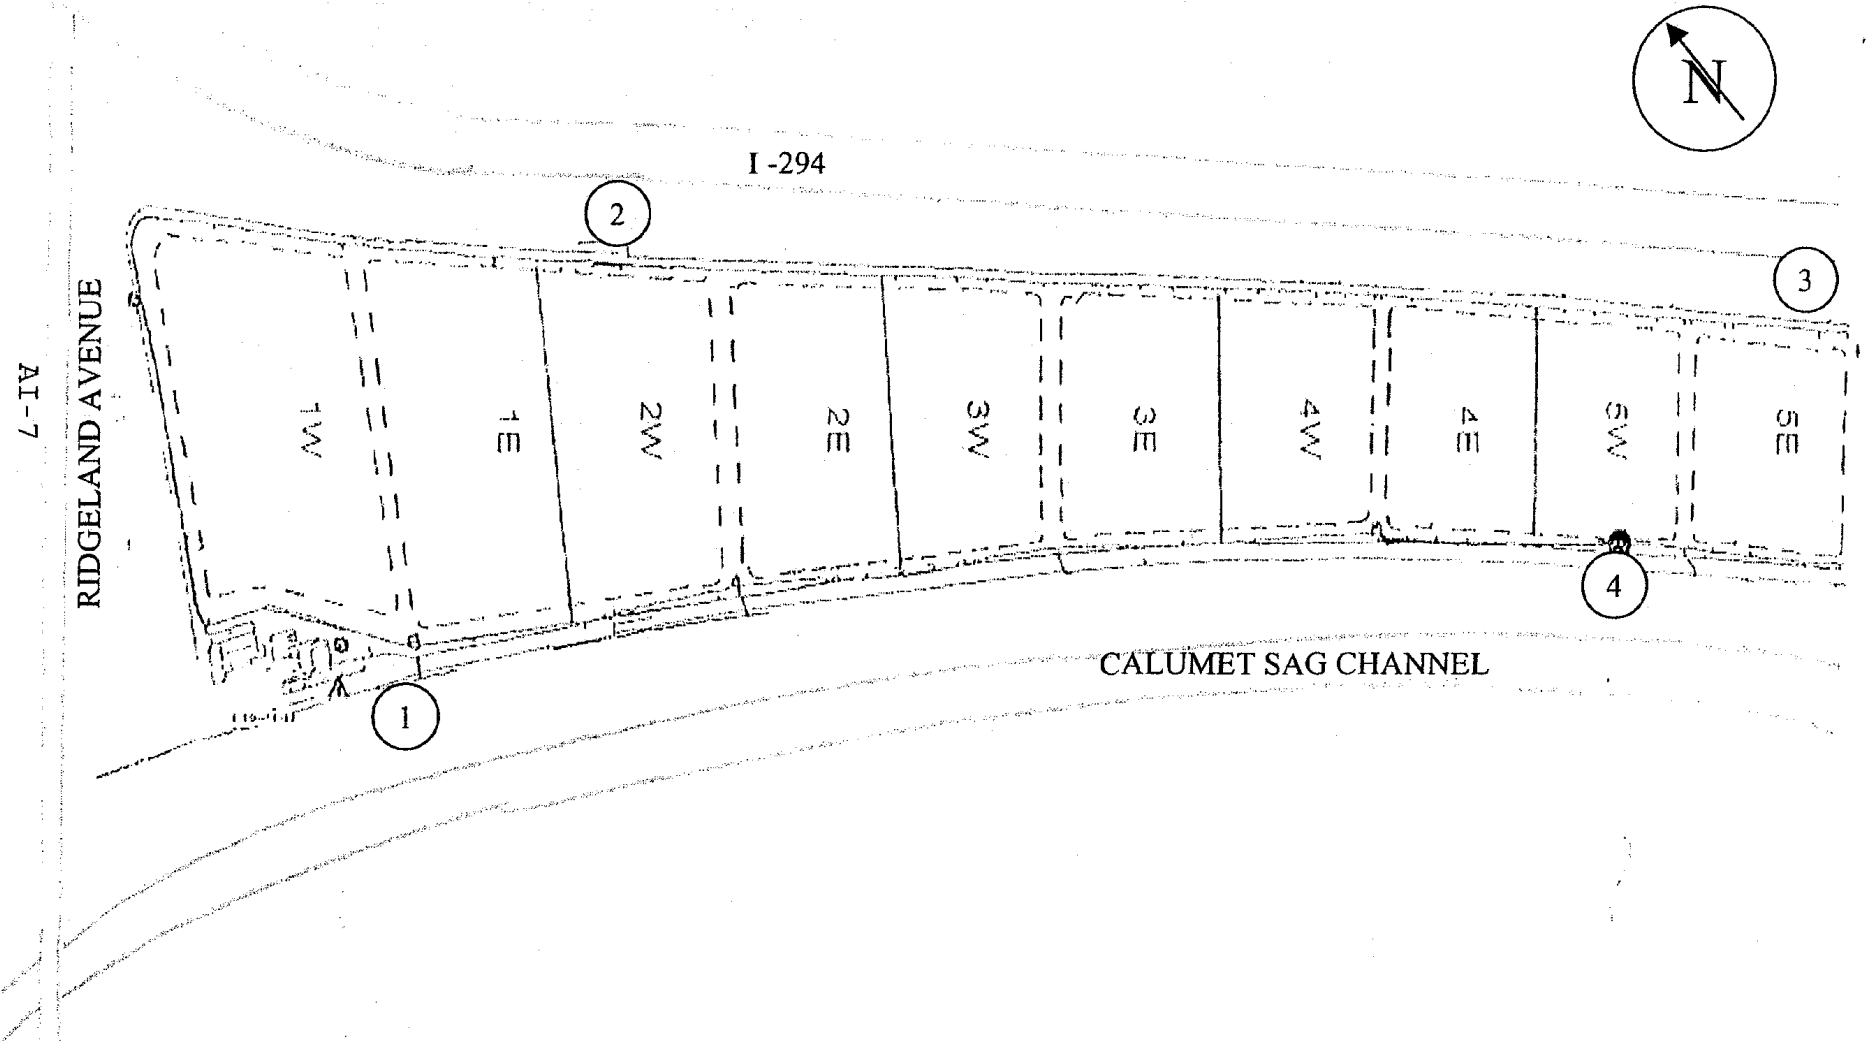 N
I -294
2
3
RIDGELAND AVENUE
AI-7
1W
1E
2W
2E
3W
3E
4W
4E
5W
5E
4
CALUMET SAG CHANNEL
1